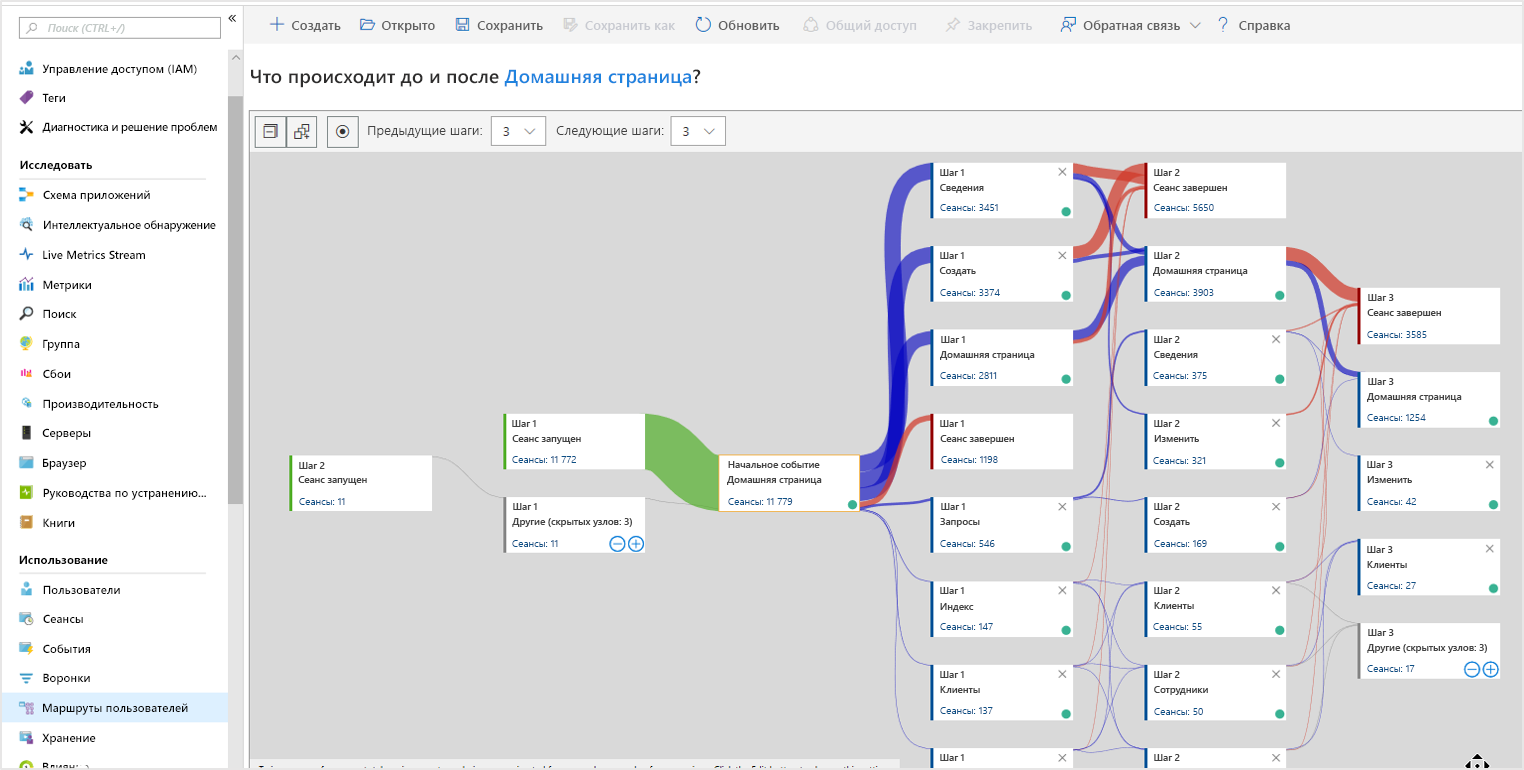 Поиск (CTRL+/)
«
Управление доступом (IAM)
Теги
Диагностика и решение проблем
Исследовать
Схема приложений
Интеллектуальное обнаружение
Live Metrics Stream
Метрики
Поиск
Группа
Сбои
Производительность
Серверы
Браузер
Руководства по устранению...
Книги
Использование
Пользователи
Сеансы
События
Воронки
Маршруты пользователей
Хранение
Создать
Открыто
Сохранить
Сохранить как
Обновить
Общий доступ
Закрепить
Обратная связь
? Справка
Что происходит до и после Домашняя страница?
Предыдущие шаги: 3
Следующие шаги: 3
Шаг 2
Сеанс запущен
Сеансы: 11
Шаг 1
Сеанс запущен
Сеансы: 11 772
Шаг 1
Другие (скрытых узлов: 3)
Сеансы: 11
Начальное событие
Домашняя страница
Сеансы: 11 779
Шаг 1
Сведения
Сеансы: 3451
Шаг 1
Создать
Сеансы: 3374
Шаг 1
Домашняя страница
Сеансы: 2811
Шаг 1
Сеанс завершен
Сеансы: 1198
Шаг 1
Запросы
Сеансы: 546
Шаг 1
Индекс
Сеансы: 147
Шаг 1
Клиенты
Сеансы: 137
Шаг 1
Шаг 2
Сеанс завершен
Сеансы: 5650
Шаг 2
Домашняя страница
Сеансы: 3903
Шаг 2
Сведения
Сеансы: 375
Шаг 2
Изменить
Сеансы: 321
Шаг 2
Создать
Сеансы: 169
Шаг 2
Клиенты
Сеансы: 55
Шаг 2
Сотрудники
Сеансы: 50
Шаг 2
Шаг 3
Сеанс завершен
Сеансы: 3585
Шаг 3
Домашняя страница
Сеансы: 1254
Шаг 3
Изменить
Сеансы: 42
Шаг 3
Клиенты
Сеансы: 27
Шаг 3
Другие (скрытых узлов: 3)
Сеансы: 17